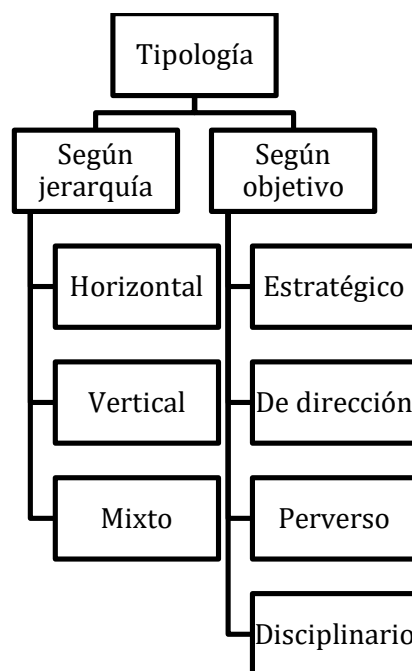 Tipología
Según
jerarquía
Horizontal
Vertical
Mixto
Según
objetivo
Estratégico
De dirección
Perverso
Disciplinario